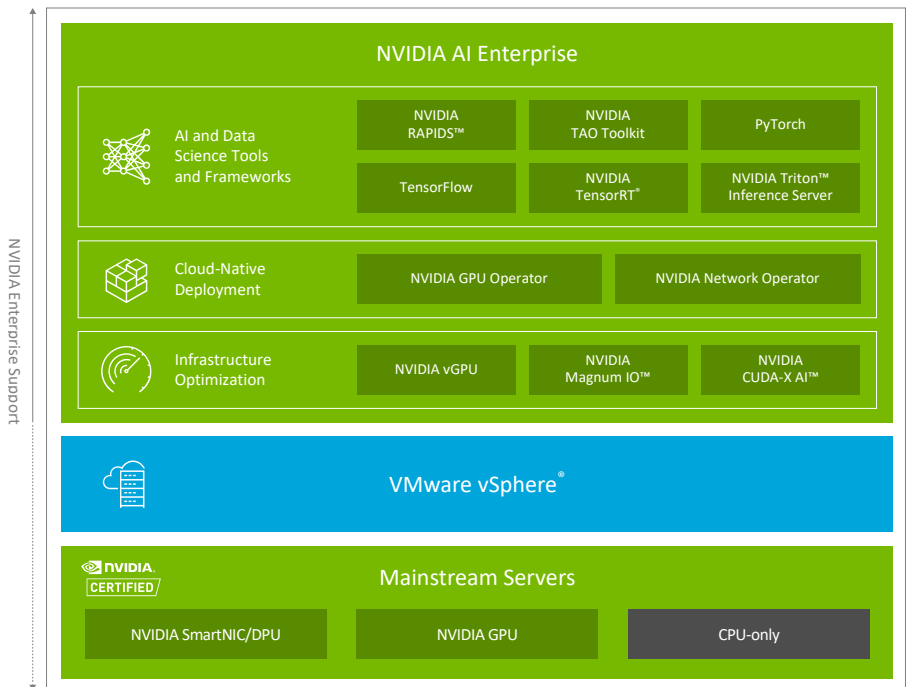 NVIDIA Enterprise Support
NVIDIA AI Enterprise
AI and Data
Science Tools
and Frameworks
NVIDIA
RAPIDS™
NVIDIA
TAO Toolkit
PyTorch
TensorFlow
NVIDIA
TensorRT®
NVIDIA Triton™
Inference Server
Cloud-Native
Deployment
NVIDIA GPU Operator
NVIDIA Network Operator
Infrastructure
Optimization
NVIDIA vGPU
NVIDIA
Magnum IO™
NVIDIA
CUDA-X AI™
VMware vSphere®
NVIDIA.
CERTIFIED
Mainstream Servers
NVIDIA SmartNIC/DPU
NVIDIA GPU
CPU-only